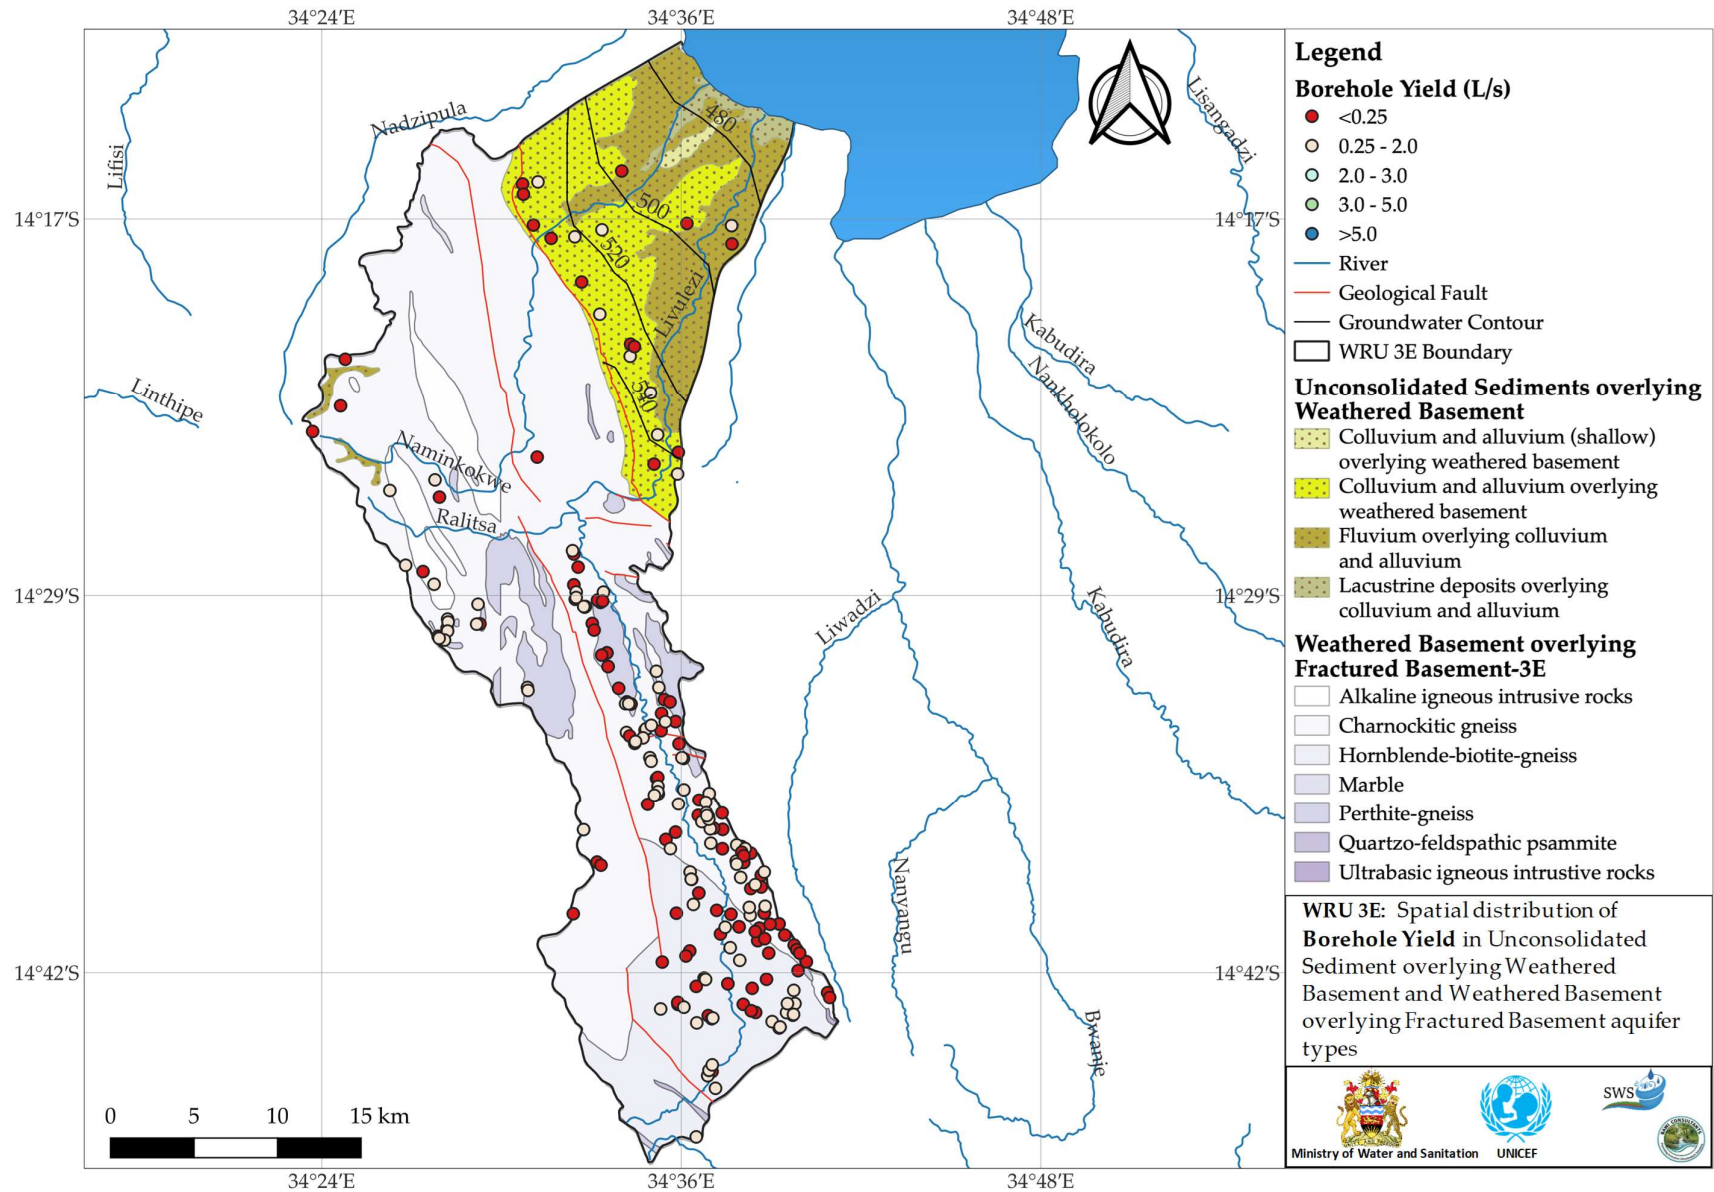 34°24′E
34°36′E
34°48′E
Legend
Borehole Yield (L/s)
<0.25
0.25 - 2.0
2.0 - 3.0
3.0 - 5.0
>5.0
River
Geological Fault
Groundwater Contour
WRU 3E Boundary
Unconsolidated Sediments overlying
Weathered Basement
Colluvium and alluvium (shallow)
overlying weathered basement
Colluvium and alluvium overlying
weathered basement
Fluvium overlying colluvium
and alluvium
Lacustrine deposits overlying
colluvium and alluvium
Weathered Basement overlying
Fractured Basement-3E
Alkaline igneous intrusive rocks
Charnockitic gneiss
Hornblende-biotite-gneiss
Marble
Perthite-gneiss
Quartzo-feldspathic psammite
Ultrabasic igneous intrustive rocks
WRU 3E: Spatial distribution of
Borehole Yield in Unconsolidated
Sediment overlying Weathered
Basement and Weathered Basement
overlying Fractured Basement aquifer
types
Ministry of Water and Sanitation
UNICEF
SWS
Nadzipula
Lifisi
Lisangadzi
480
14°17′S
14°17′S
500
520
Livulezi
540
Kabudira
Nankholokolo
Linthipe
Naminkokwe
Ralitsa
14°29′S
14°29′S
Liwadzi
Kabudira
Nanyangu
14°42′S
14°42′S
Bwanje
0
5
10
15 km
34°24′E
34°36′E
34°48′E